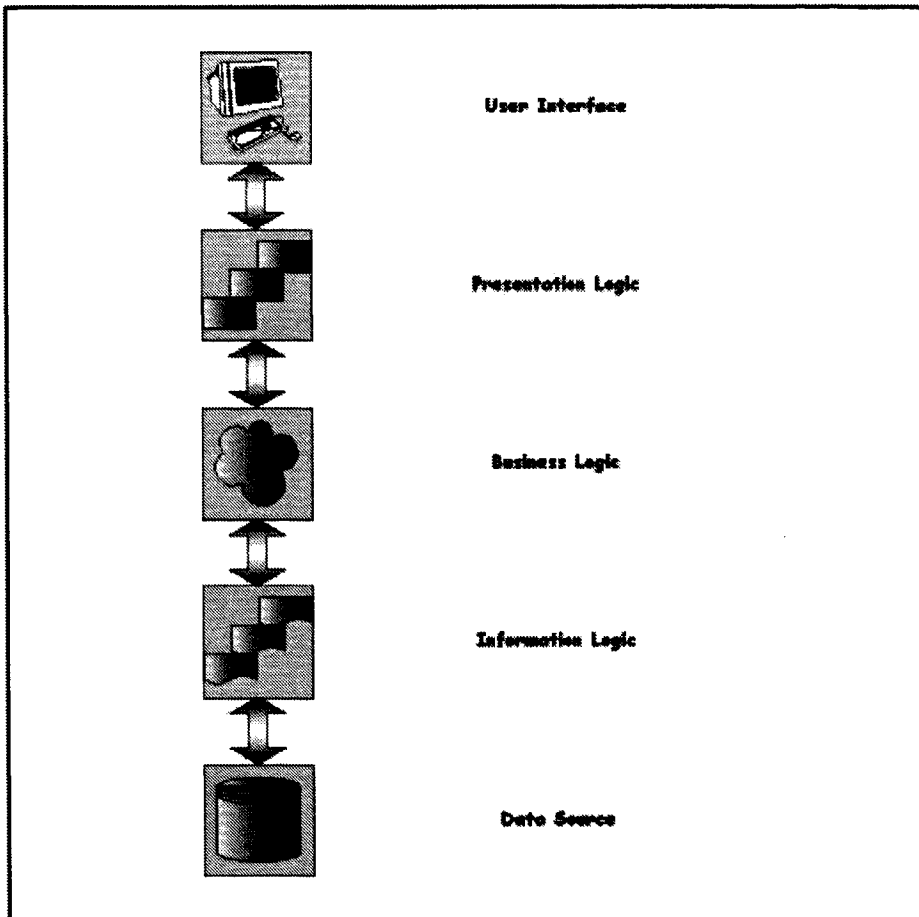 User Interface
Presentation Logic
Business Logic
Information Logic
Data Source